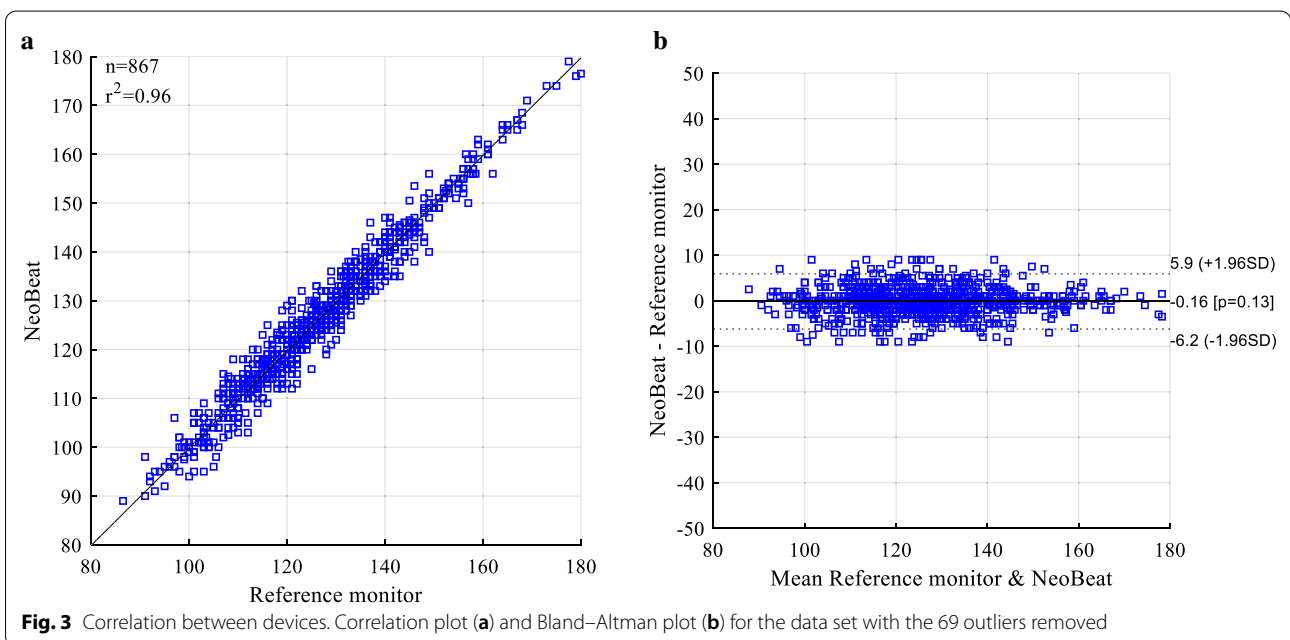 a
n=867
r²=0.96
180
170
160
150
140
130
120
110
100
90
80
NeoBeat
80 100 120 140 160 180
Reference monitor
b
50
40
30
20
10
0
-10
-20
-30
-40
-50
NeoBeat - Reference monitor
5.9 (+1.96SD)
-0.16 [p=0.13]
-6.2 (-1.96SD)
80 100 120 140 160 180
Mean Reference monitor & NeoBeat
Fig. 3 Correlation between devices. Correlation plot (a) and Bland–Altman plot (b) for the data set with the 69 outliers removed